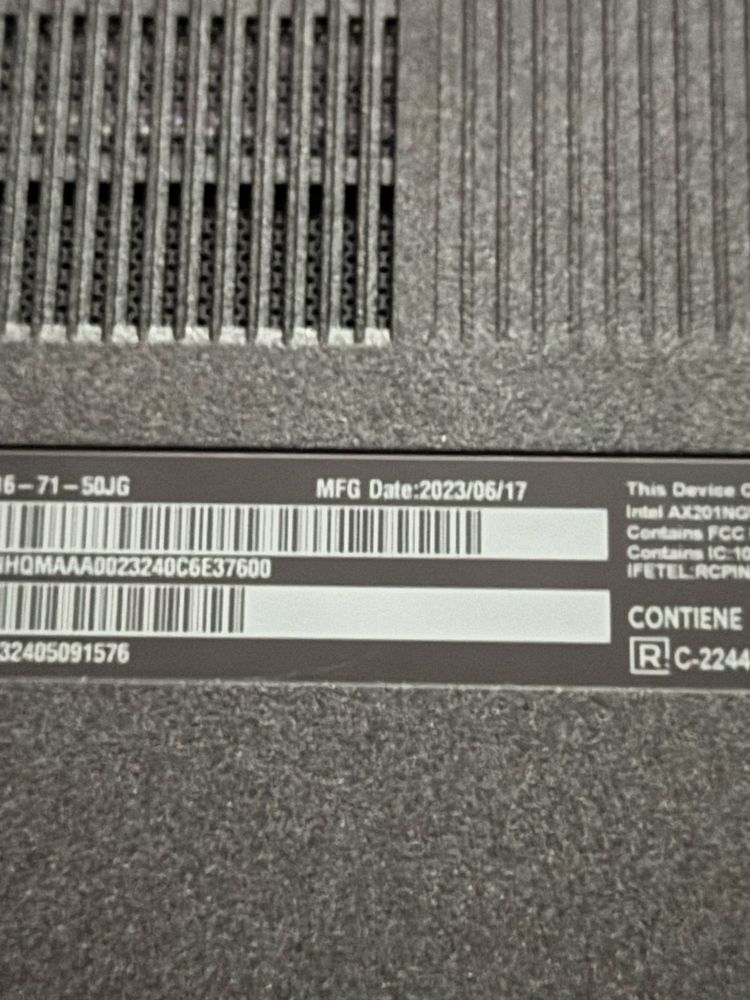 16-71-50JG
MFG Date:2023/06/17
HQMAAAD023240C6E37600
32405091576
This Device
Intel AX201NG
Contains FCC
Contains IC:10
IFETEL:RCPIN
CONTIENE
R C-2244